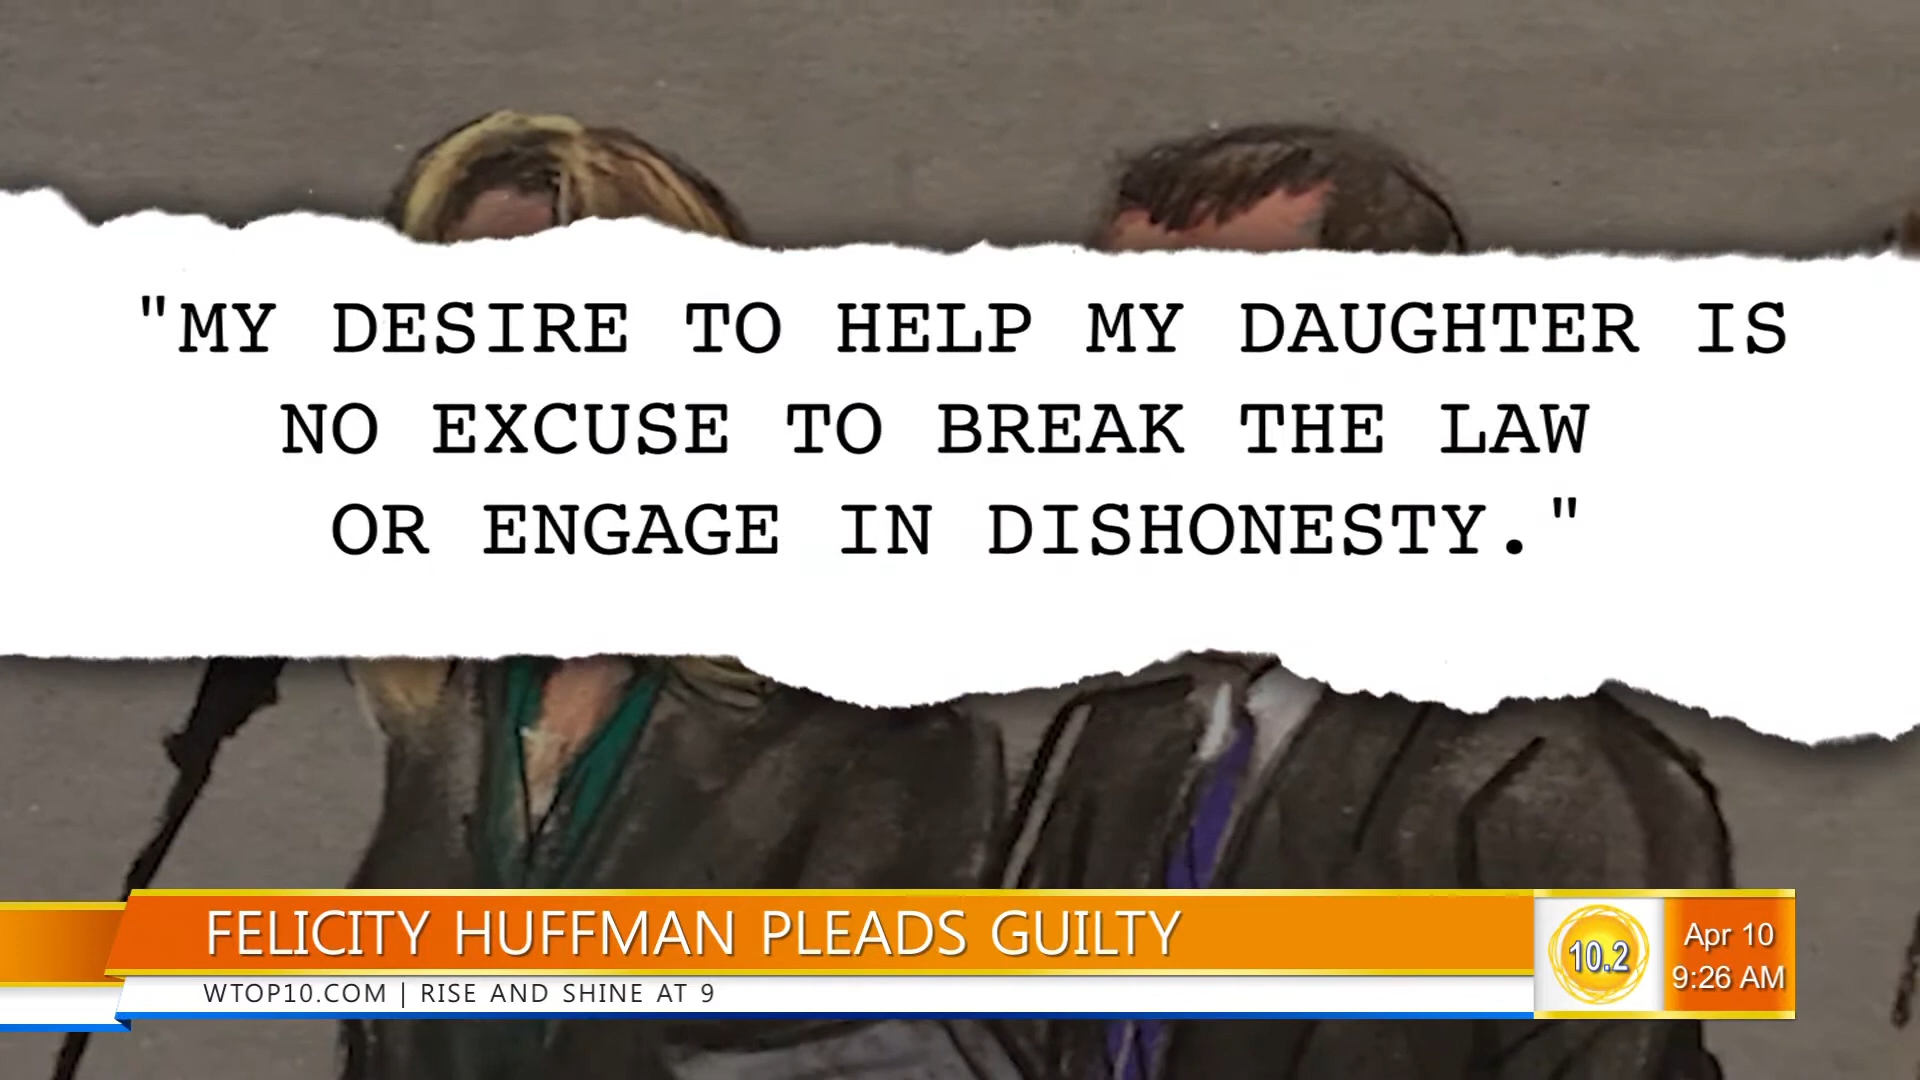 "MY DESIRE TO HELP MY DAUGHTER IS
NO EXCUSE TO BREAK THE LAW
OR ENGAGE IN DISHONESTY."
FELICITY HUFFMAN PLEADS GUILTY
WTOP10.COM | RISE AND SHINE AT 9
10.2
Apr 10
9:26 AM